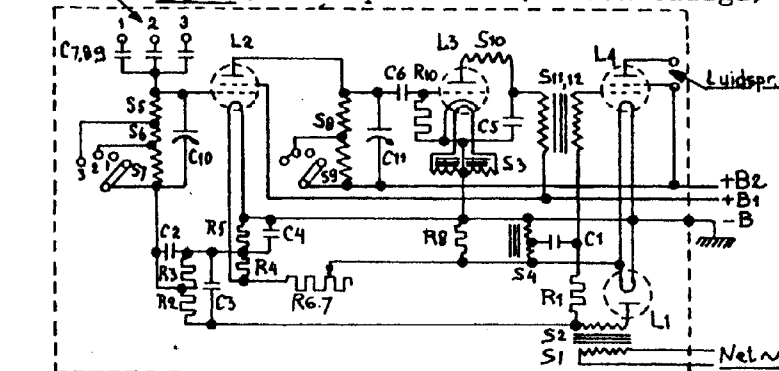 1 2 3
C7,8,9
L2
L3
S10
L4
C6
R10
S11,12
Luidspr.
S5
S6
S7
C10
S8
S9
C11
C5
S3
3 2 1
+B2
+B1
-B
C2
R5
C4
R8
S4
C1
R3
R4
R2
C3
R6.7
R1
L1
S2
S1
Net~